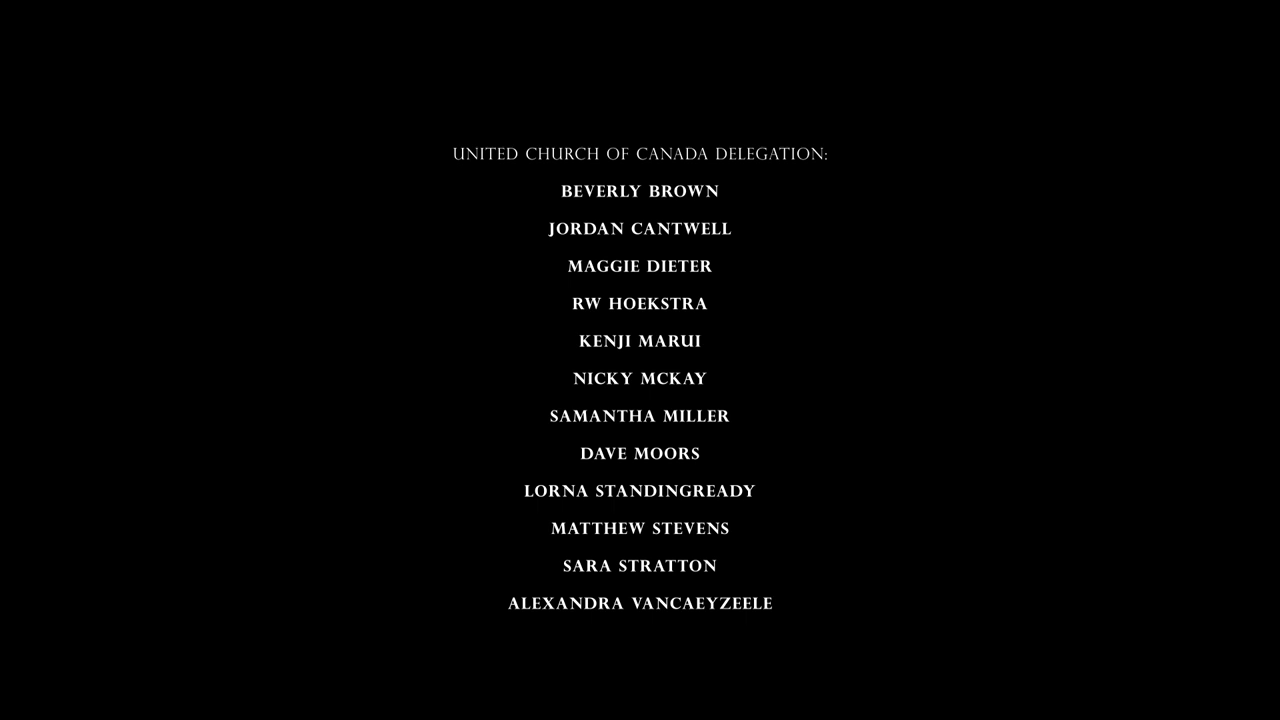 UNITED CHURCH OF CANADA DELEGATION:
BEVERLY BROWN
JORDAN CANTWELL
MAGGIE DIETER
RW HOEKSTRA
KENJI MARUI
NICKY MCKAY
SAMANTHA MILLER
DAVE MOORS
LORNA STANDINGREADY
MATTHEW STEVENS
SARA STRATTON
ALEXANDRA VANCAEYZEELE